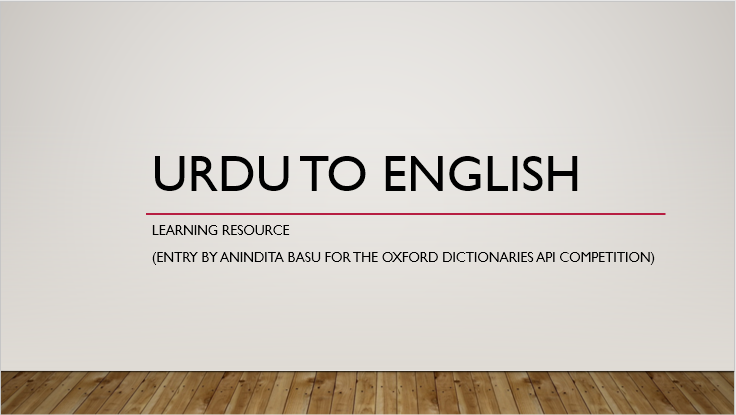 URDU TO ENGLISH
LEARNING RESOURCE
(ENTRY BY ANINDITA BASU FOR THE OXFORD DICTIONARIES API COMPETITION)